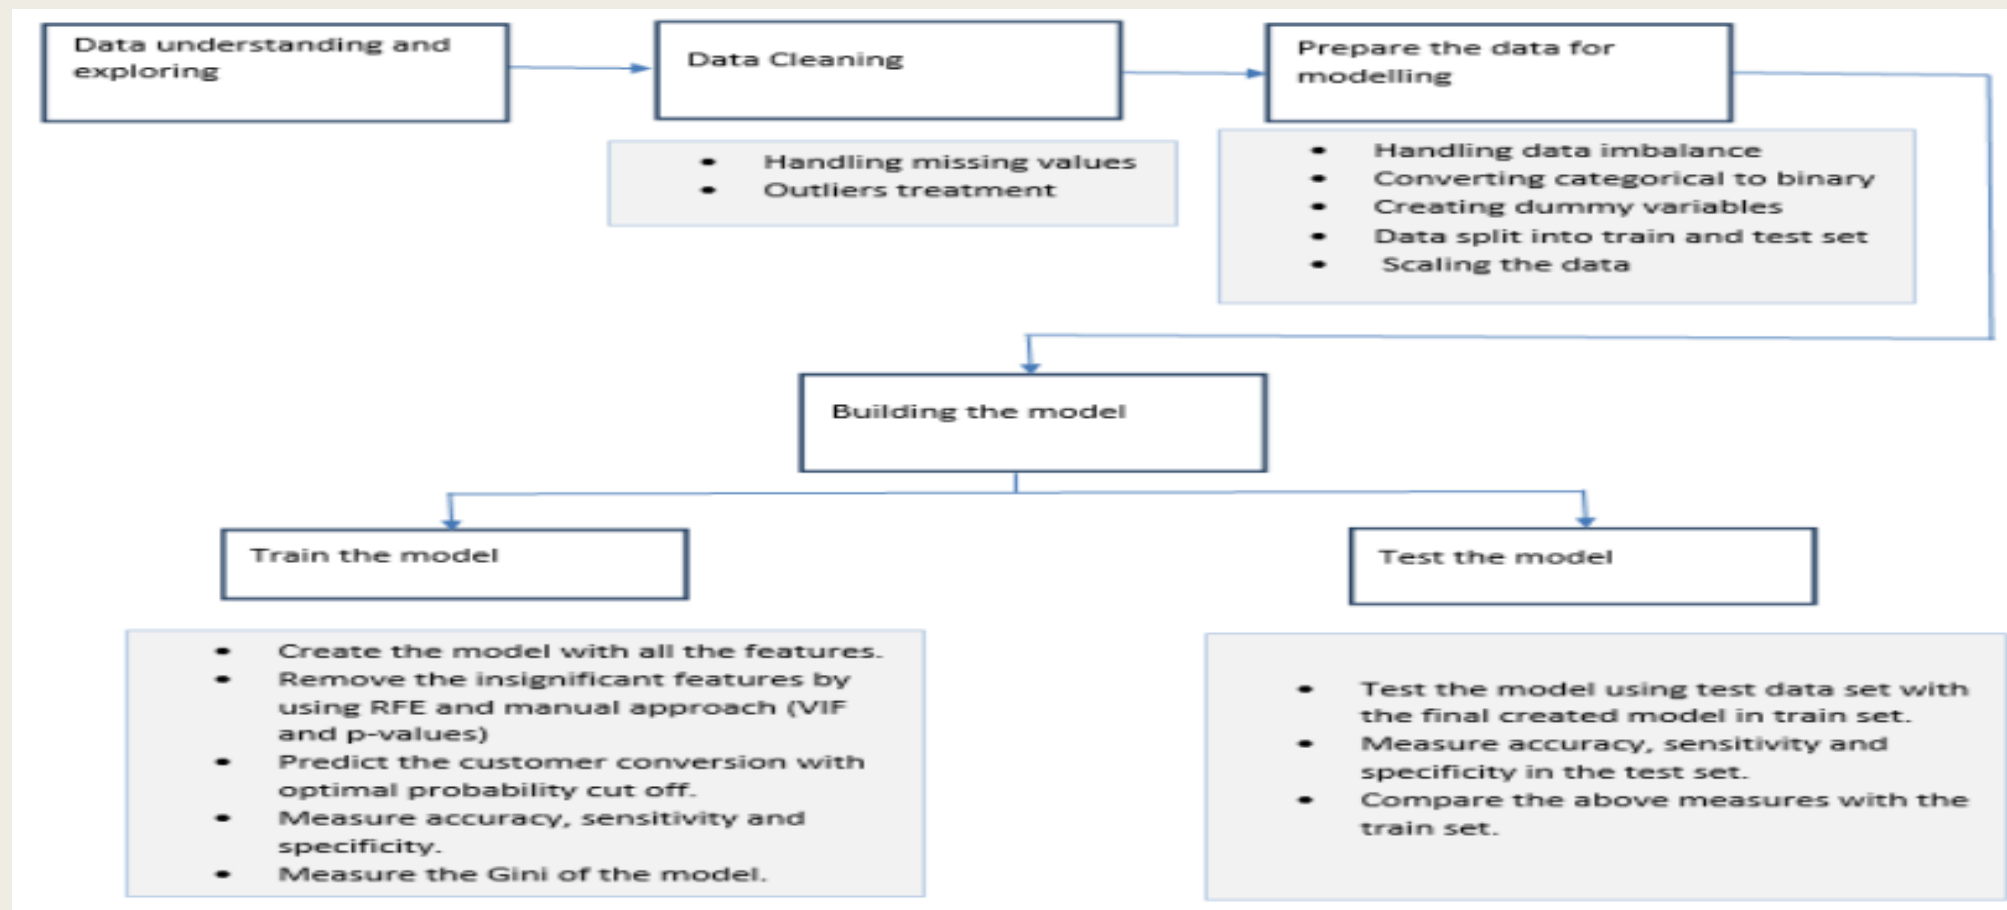 Data understanding and
exploring
Data Cleaning
Prepare the data for
modelling
• Handling missing values
• Outliers treatment
• Handling data imbalance
• Converting categorical to binary
• Creating dummy variables
• Data split into train and test set
• Scaling the data
Building the model
Train the model
Test the model
• Create the model with all the features.
• Remove the insignificant features by
using RFE and manual approach (VIF
and p-values)
• Predict the customer conversion with
optimal probability cut off.
• Measure accuracy, sensitivity and
specificity.
• Measure the Gini of the model.
• Test the model using test data set with
the final created model in train set.
• Measure accuracy, sensitivity and
specificity in the test set.
• Compare the above measures with the
train set.